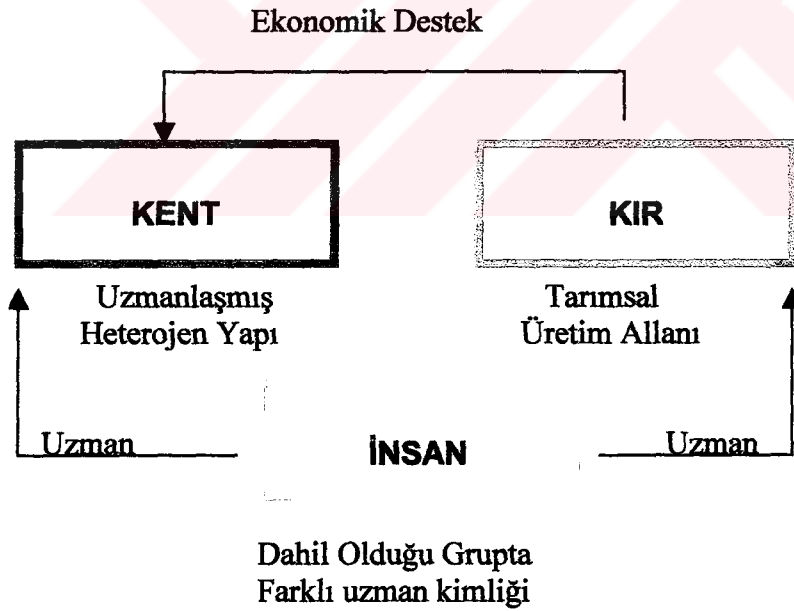 Ekonomik Destek
KENT
KIR
Uzmanlaşmış
Heterojen Yapı
Tarımsal
Üretim Allanı
Uzman
İNSAN
Uzman
Dahil Olduğu Grupta
Farklı uzman kimliği